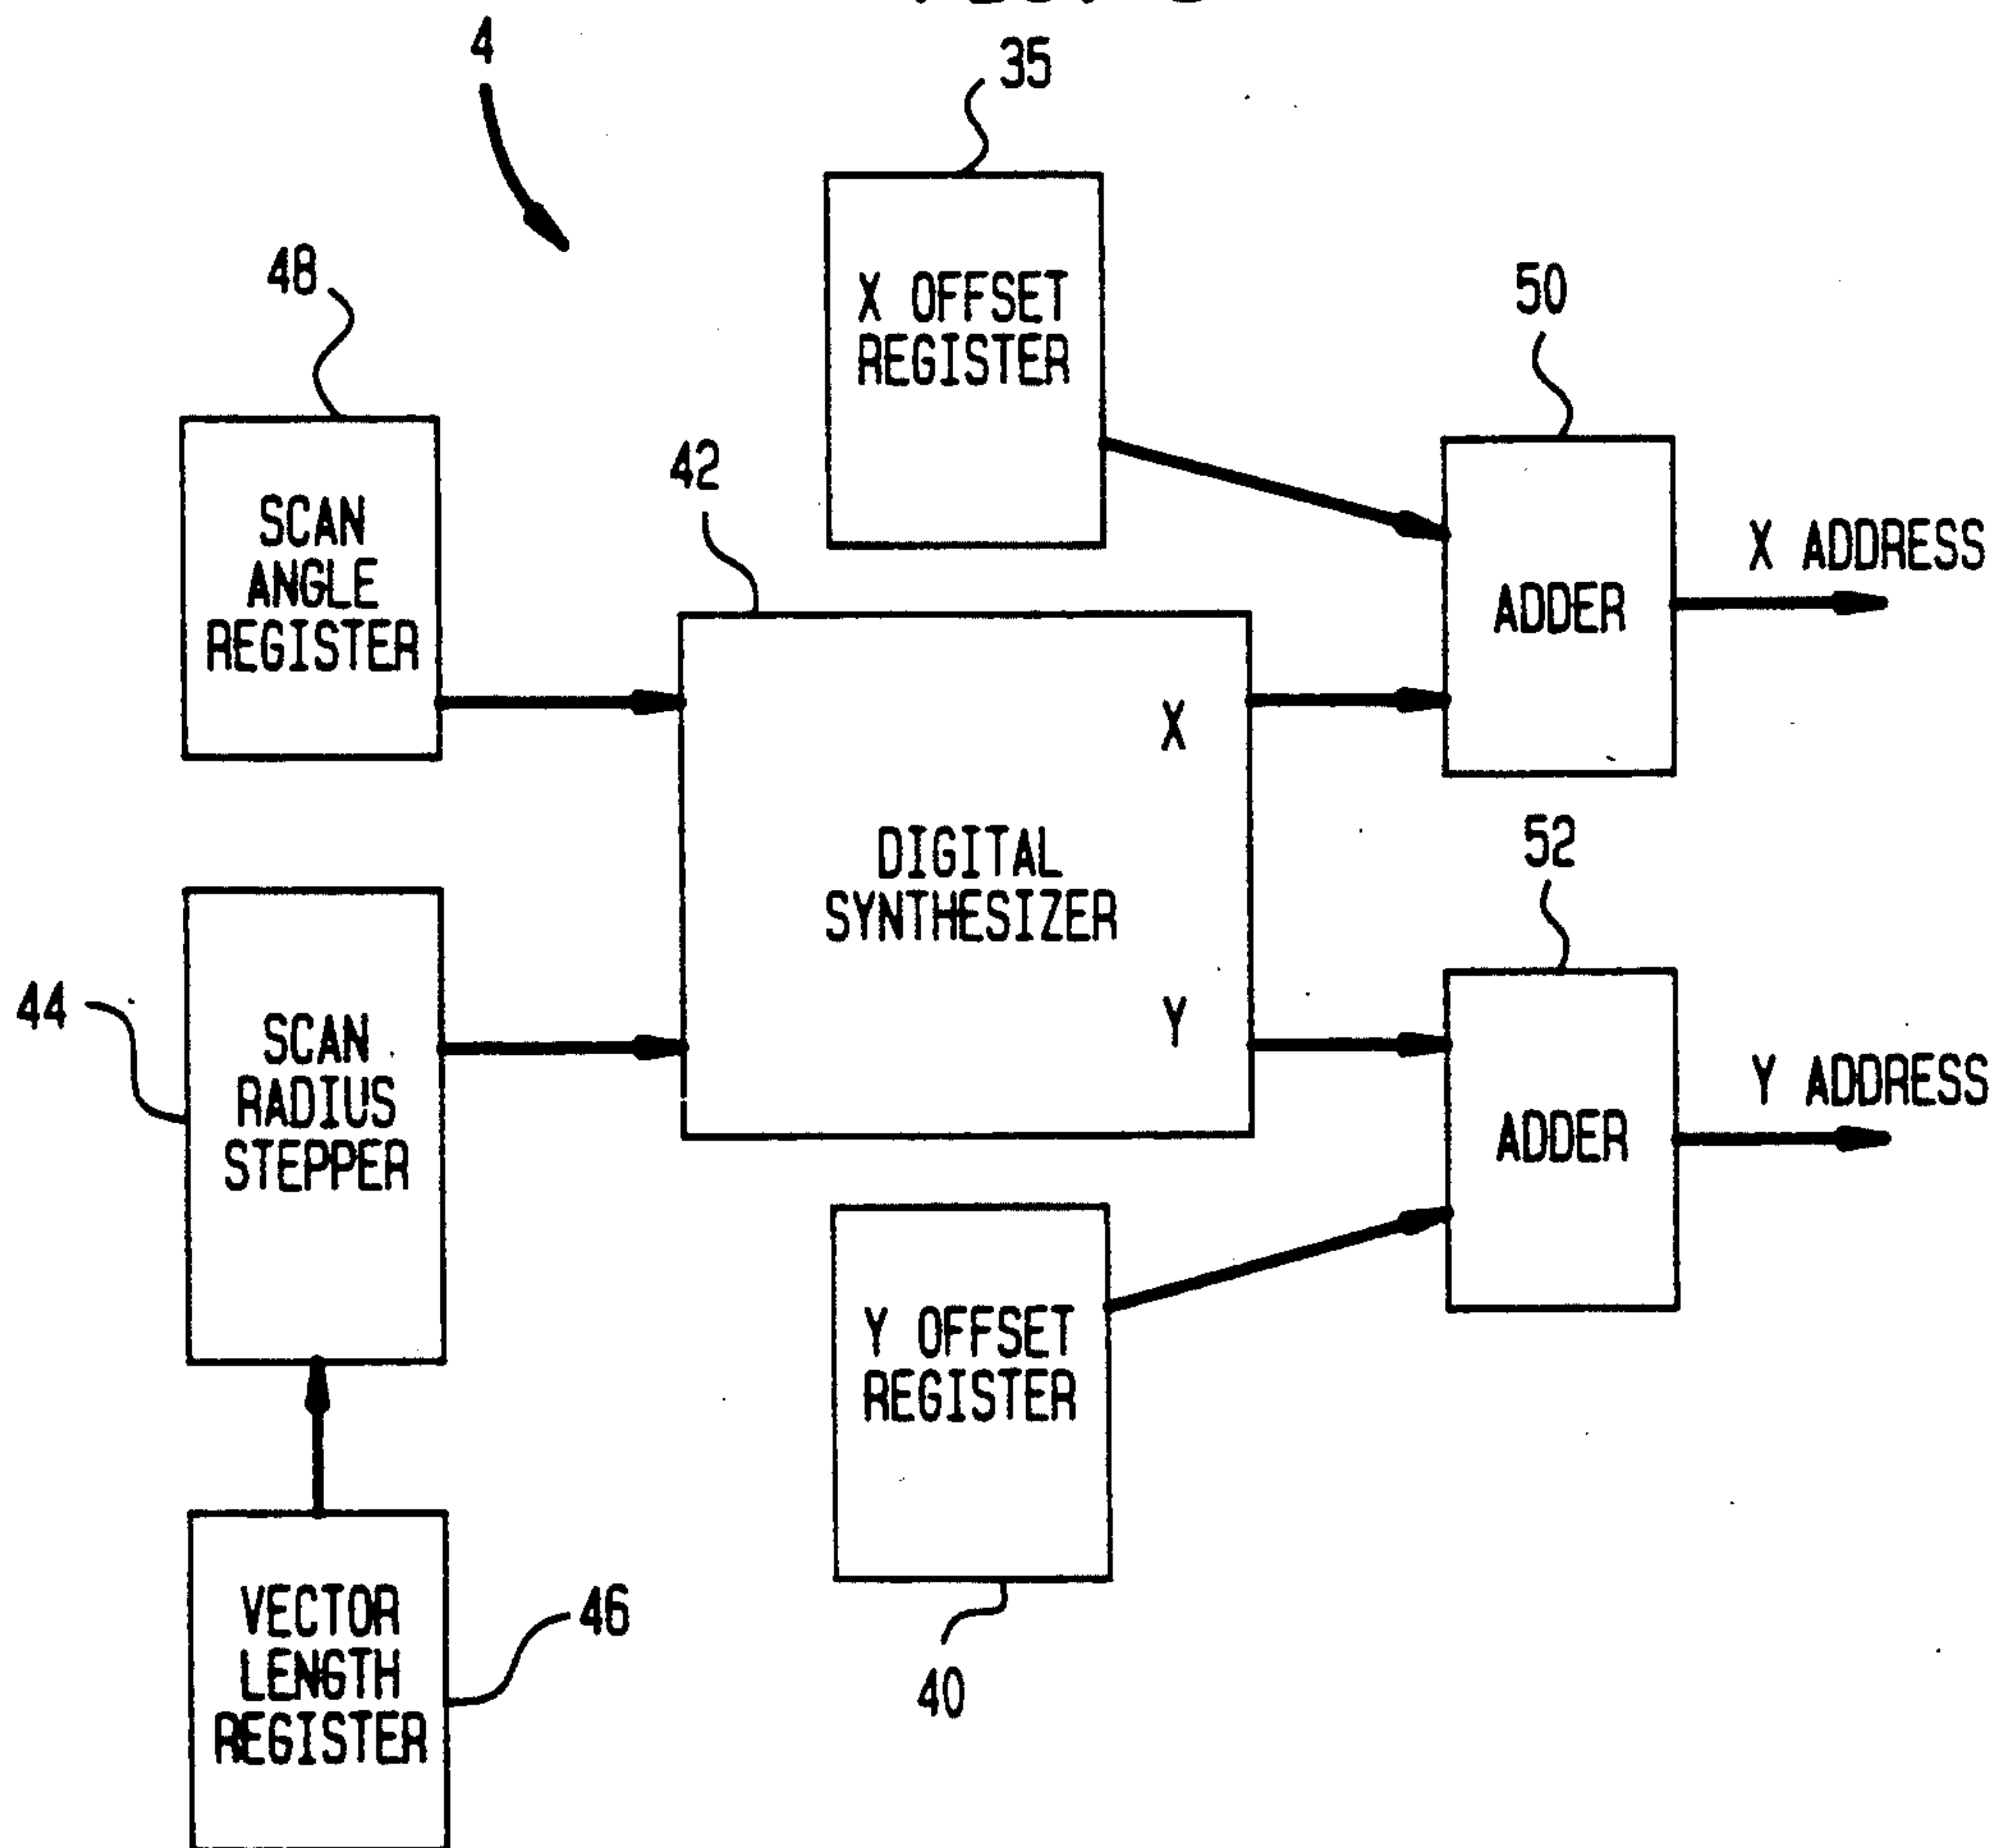 4
35
48
X OFFSET
REGISTER
50
SCAN
ANGLE
REGISTER
42
X ADDRESS
ADDER
X
DIGITAL
SYNTHESIZER
52
44
SCAN
RADIUS
STEPPER
Y
Y ADDRESS
ADDER
Y OFFSET
REGISTER
VECTOR
LENGTH
REGISTER
46
40